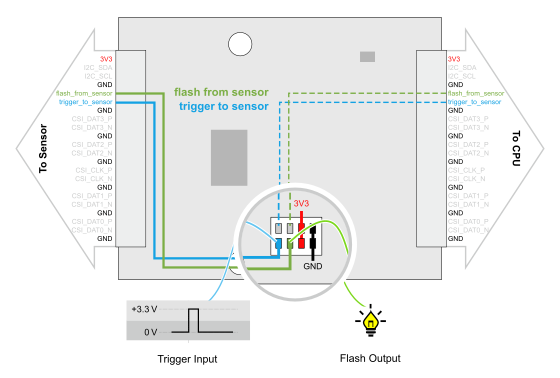 To Sensor
3V3
I2C_SDA
I2C_SCL
GND
flash_from_sensor
trigger_to_sensor
GND
CSI_DAT3_P
CSI_DAT3_N
GND
CSI_DAT2_P
CSI_DAT2_N
GND
CSI_CLK_P
CSI_CLK_N
GND
CSI_DAT1_P
CSI_DAT1_N
GND
CSI_DAT0_P
CSI_DAT0_N
GND
flash from sensor
trigger to sensor
3V3
GND
3V3
I2C_SDA
I2C_SCL
GND
flash_from_sensor
trigger_to_sensor
GND
CSI_DAT3_P
CSI_DAT3_N
GND
CSI_DAT2_P
CSI_DAT2_N
GND
CSI_CLK_P
CSI_CLK_N
GND
CSI_DAT1_P
CSI_DAT1_N
GND
CSI_DAT0_P
CSI_DAT0_N
GND
To CPU
+3.3 V
0 V
Trigger Input
Flash Output